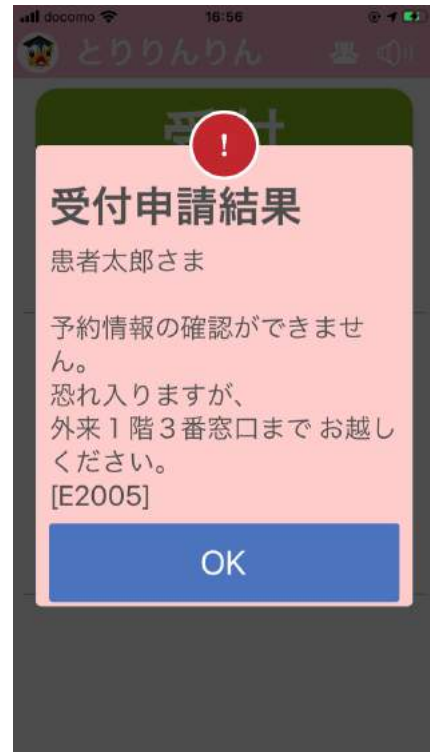 docomo 16:56
とりりんりん
受付
!
受付申請結果
患者太郎さま
予約情報の確認ができませ
ん。
恐れ入りますが、
外来1階3番窓口まで お越し
ください。
[E2005]
OK